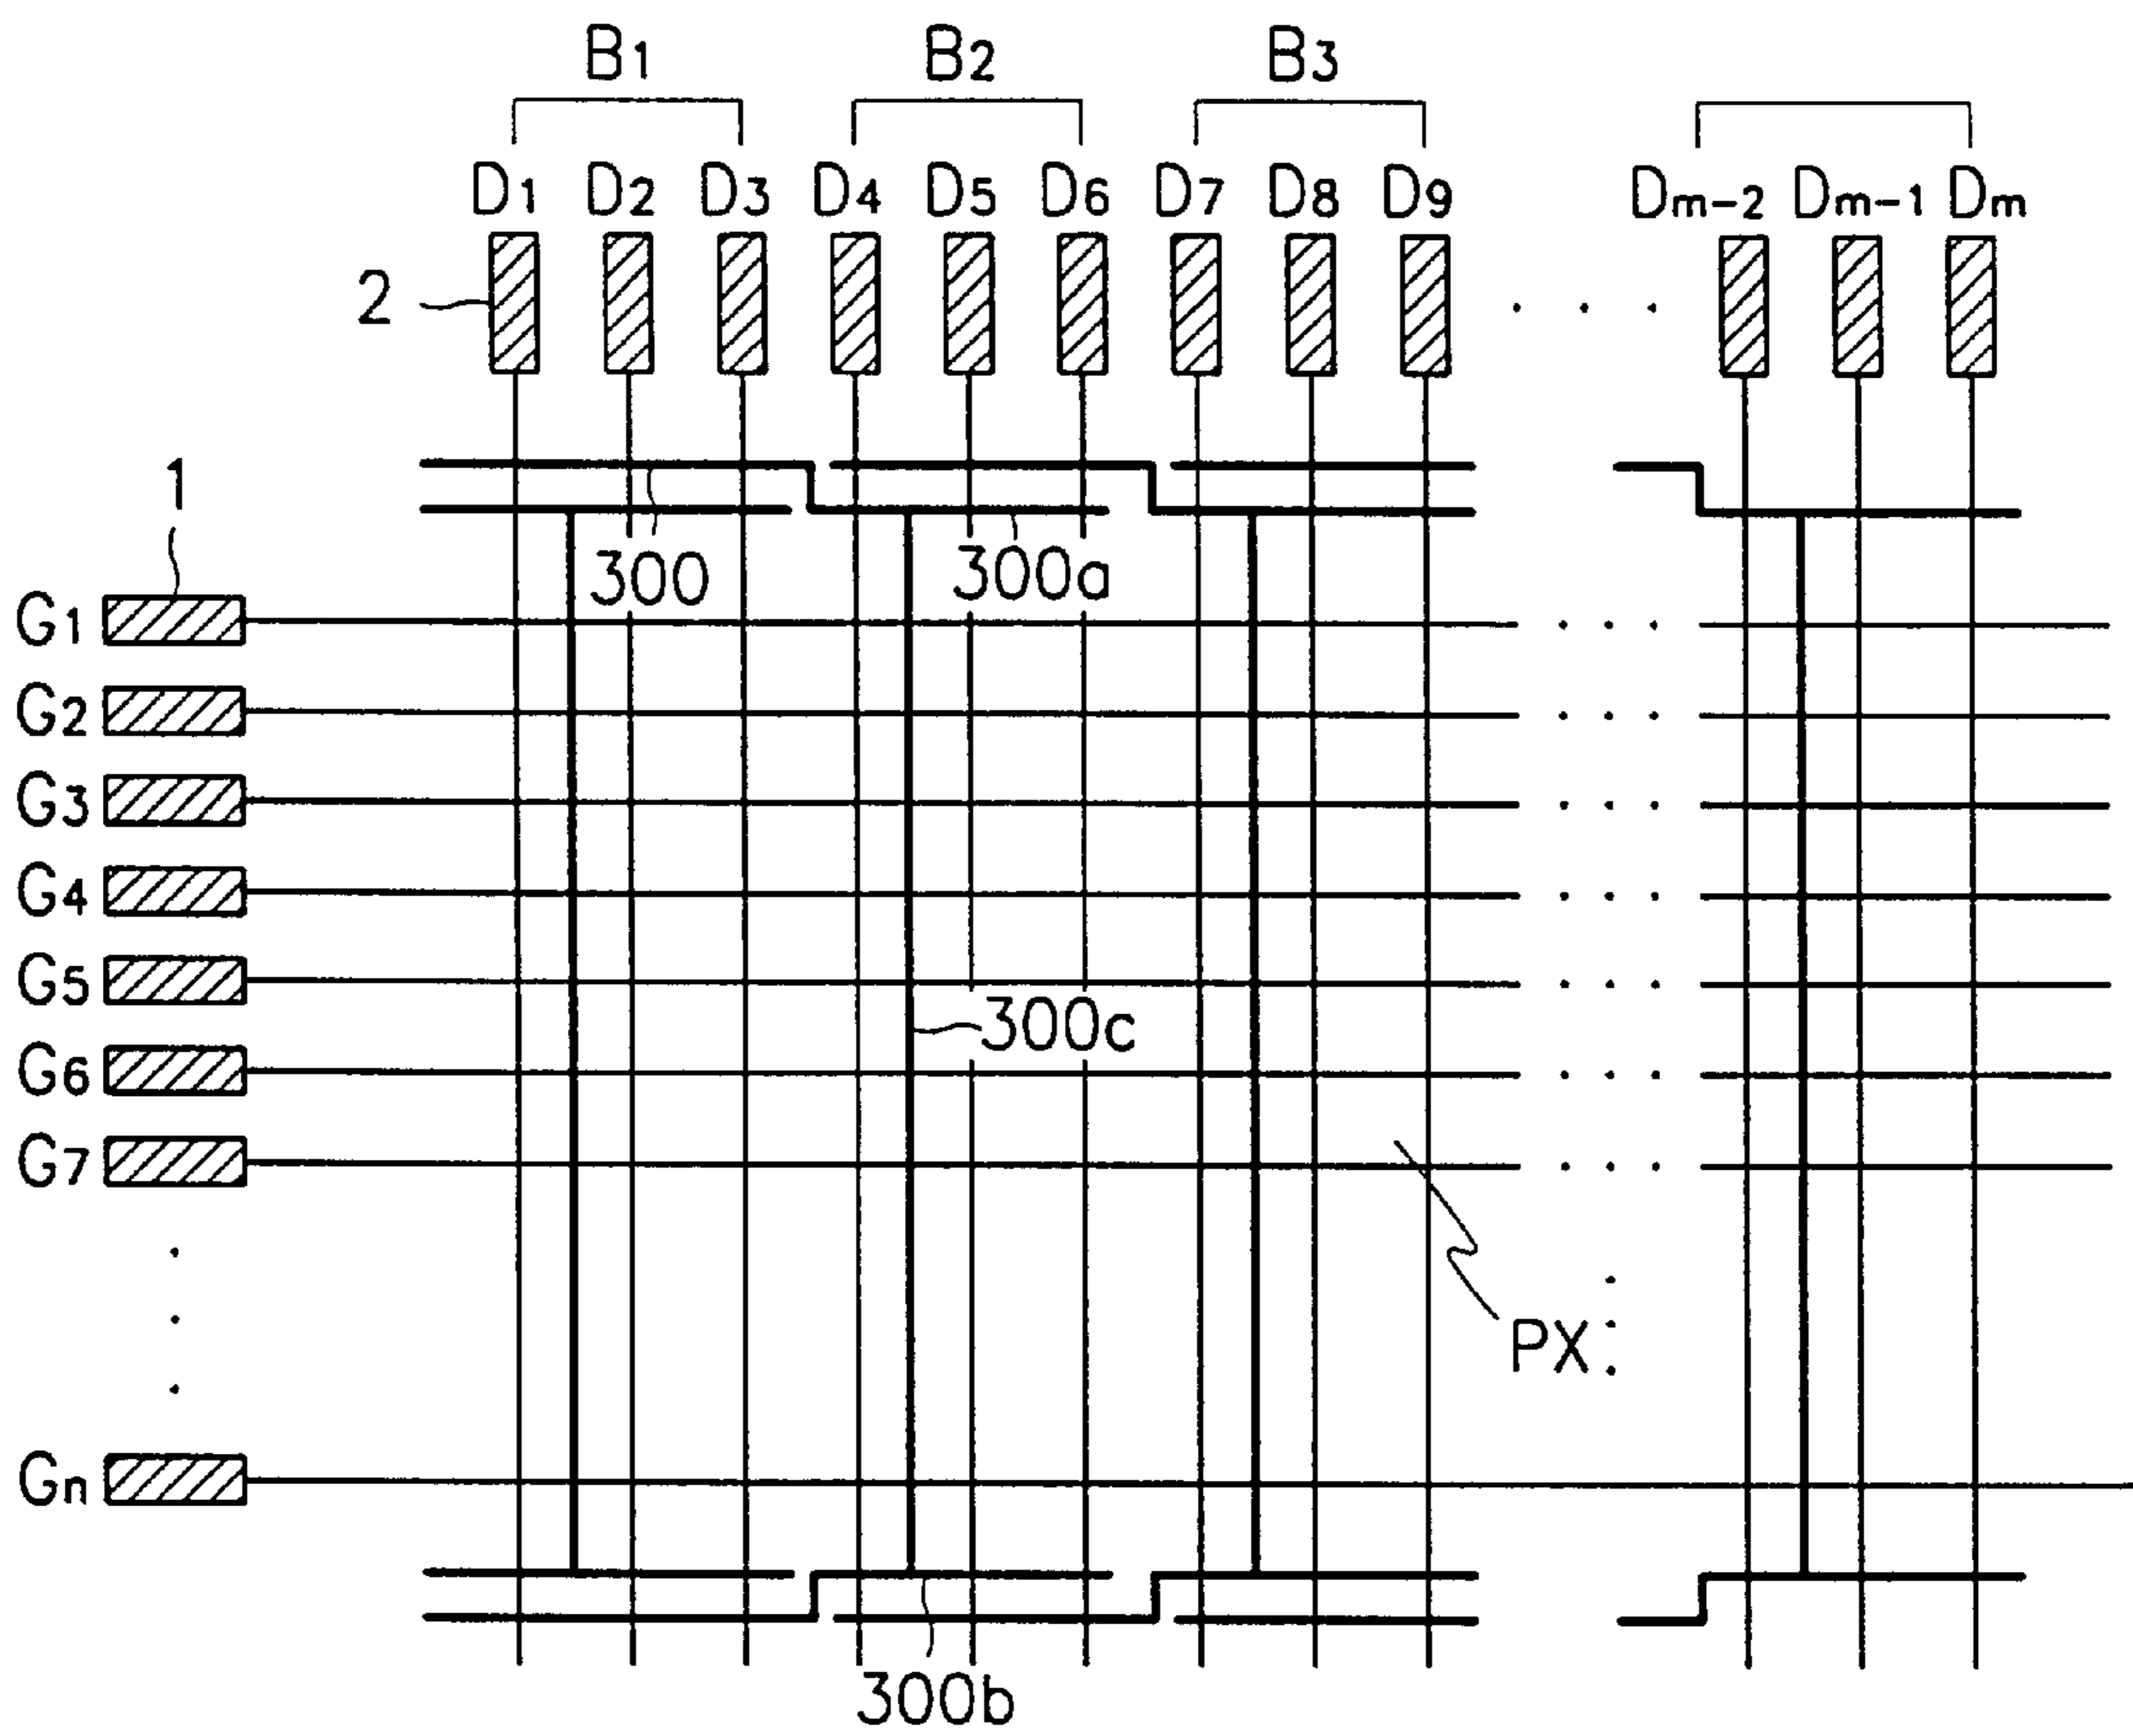 B1 B2 B3
D1 D2 D3 D4 D5 D6 D7 D8 D9 Dm-2 Dm-1 Dm
2
1
300 300a
G1
G2
G3
G4
G5
300c
G6
G7
PX
Gn
300b